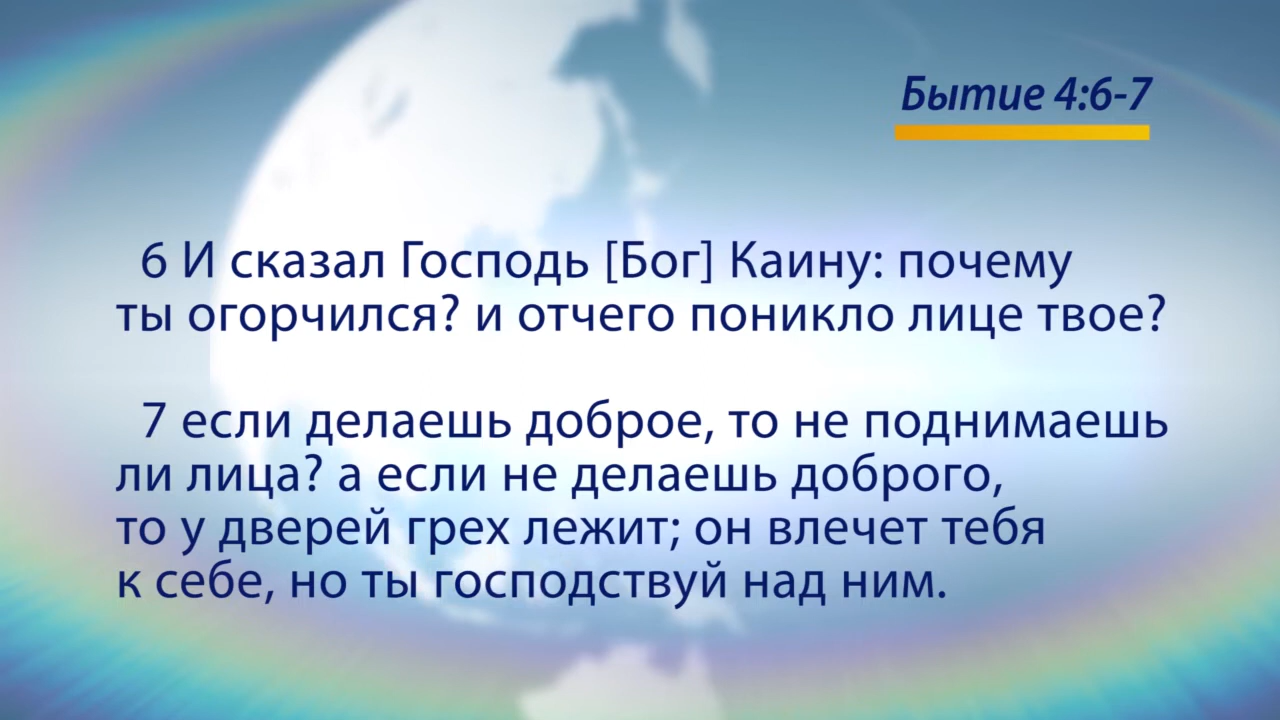 Бытие 4:6-7
6 И сказал Господь [Бог] Каину: почему
ты огорчился? и отчего поникло лице твое?
7 если делаешь доброе, то не поднимаешь
ли лица? а если не делаешь доброго,
то у дверей грех лежит; он влечет тебя
к себе, но ты господствуй над ним.